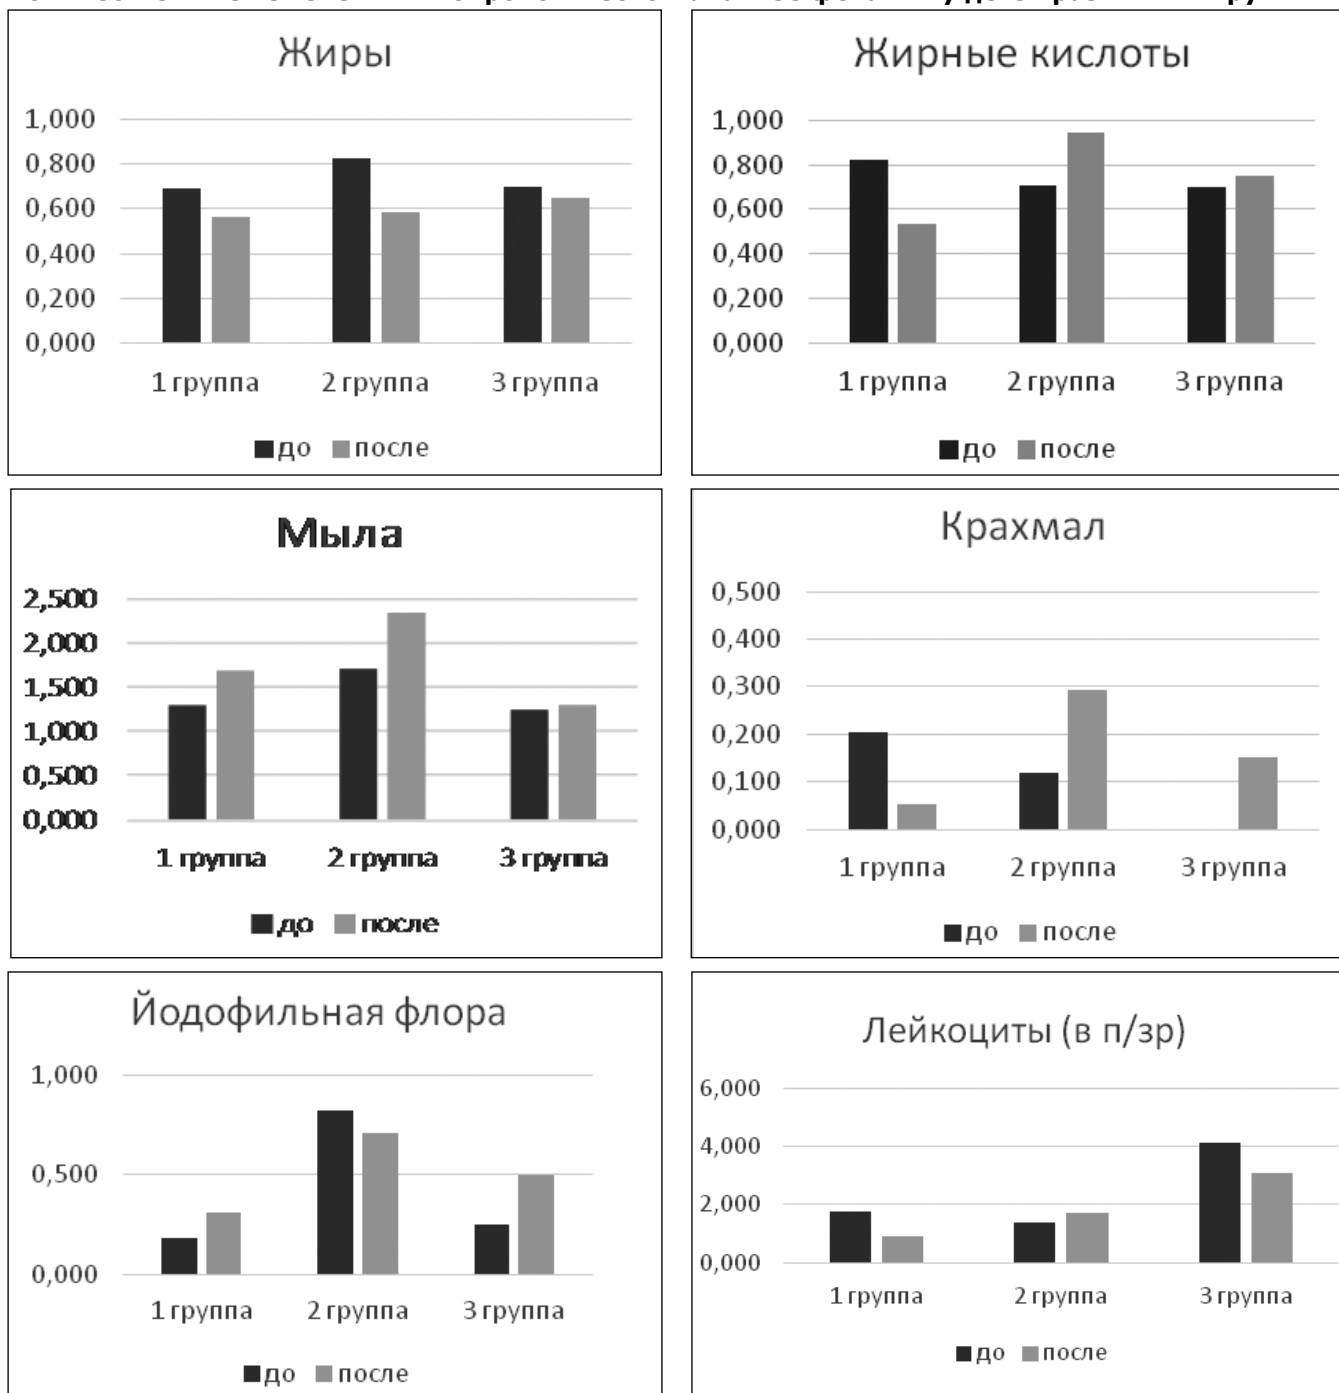 Жиры
1,000
0,800
0,600
0,400
0,200
0,000
1 группа 2 группа 3 группа
до после
Жирные кислоты
1,000
0,800
0,600
0,400
0,200
0,000
1 группа 2 группа 3 группа
до после
Мыла
2,500
2,000
1,500
1,000
0,500
0,000
1 группа 2 группа 3 группа
до после
Крахмал
0,500
0,400
0,300
0,200
0,100
0,000
1 группа 2 группа 3 группа
до после
Йодофильная флора
1,000
0,500
0,000
1 группа 2 группа 3 группа
до после
Лейкоциты (в п/зр)
6,000
4,000
2,000
0,000
1 группа 2 группа 3 группа
до после